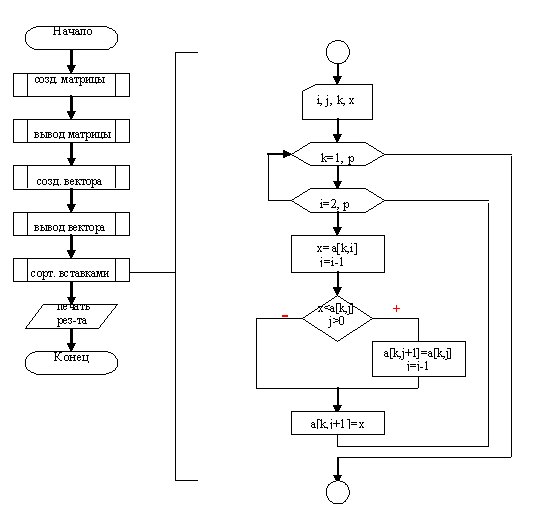 Начало
созд. матрицы
вывод матрицы
созд. вектора
вывод вектора
сорт. вставками
печать
рез-та
Конец
i, j, k, x
k=1, p
i=2, p
x= a[k,i]
j=i-1
x<a[k,j]
j>0
-
+
a[k,j+1]=a[k,j]
j=j-1
a[k,j+1]=x